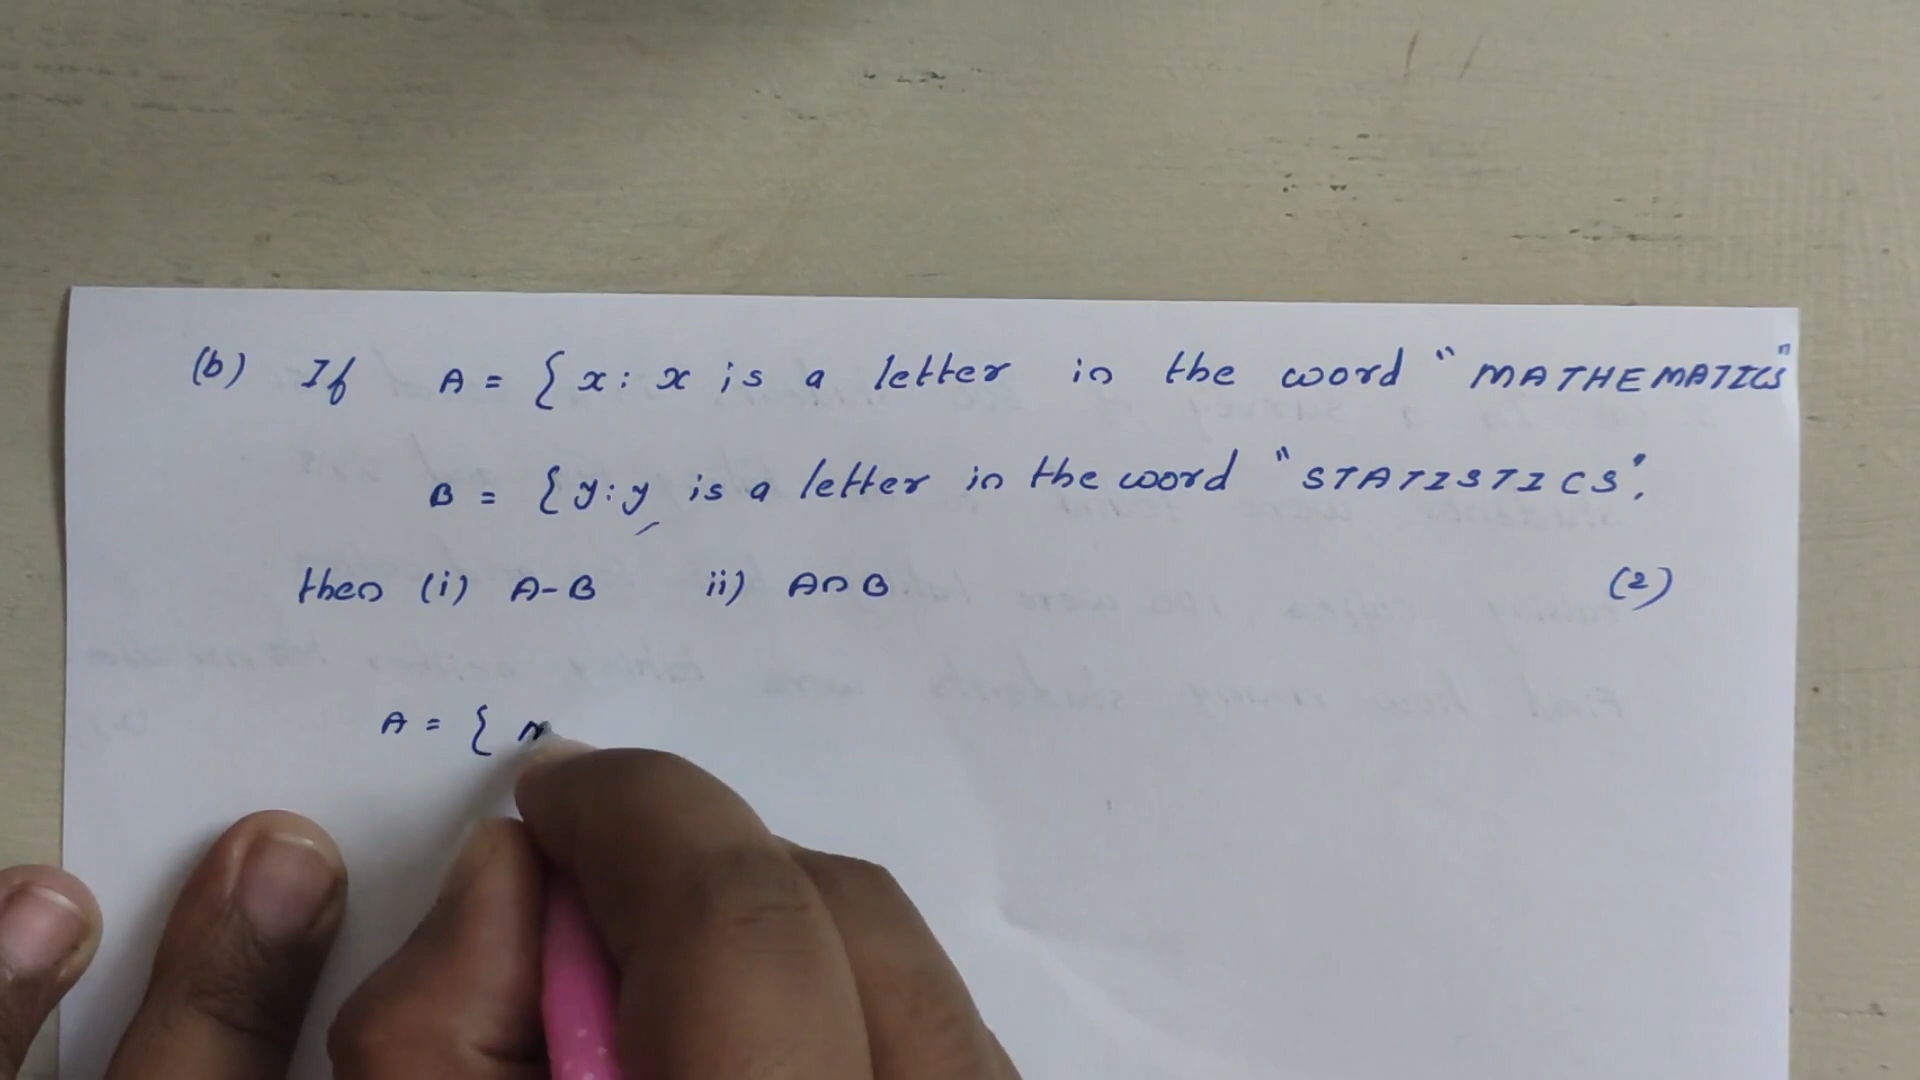 (b) If A = { x : x is a letter in the word "MATHEMATICS"
B = { y : y is a letter in the word "STATISTICS".
then (i) A-B ii) A∩B (2)
A = { M